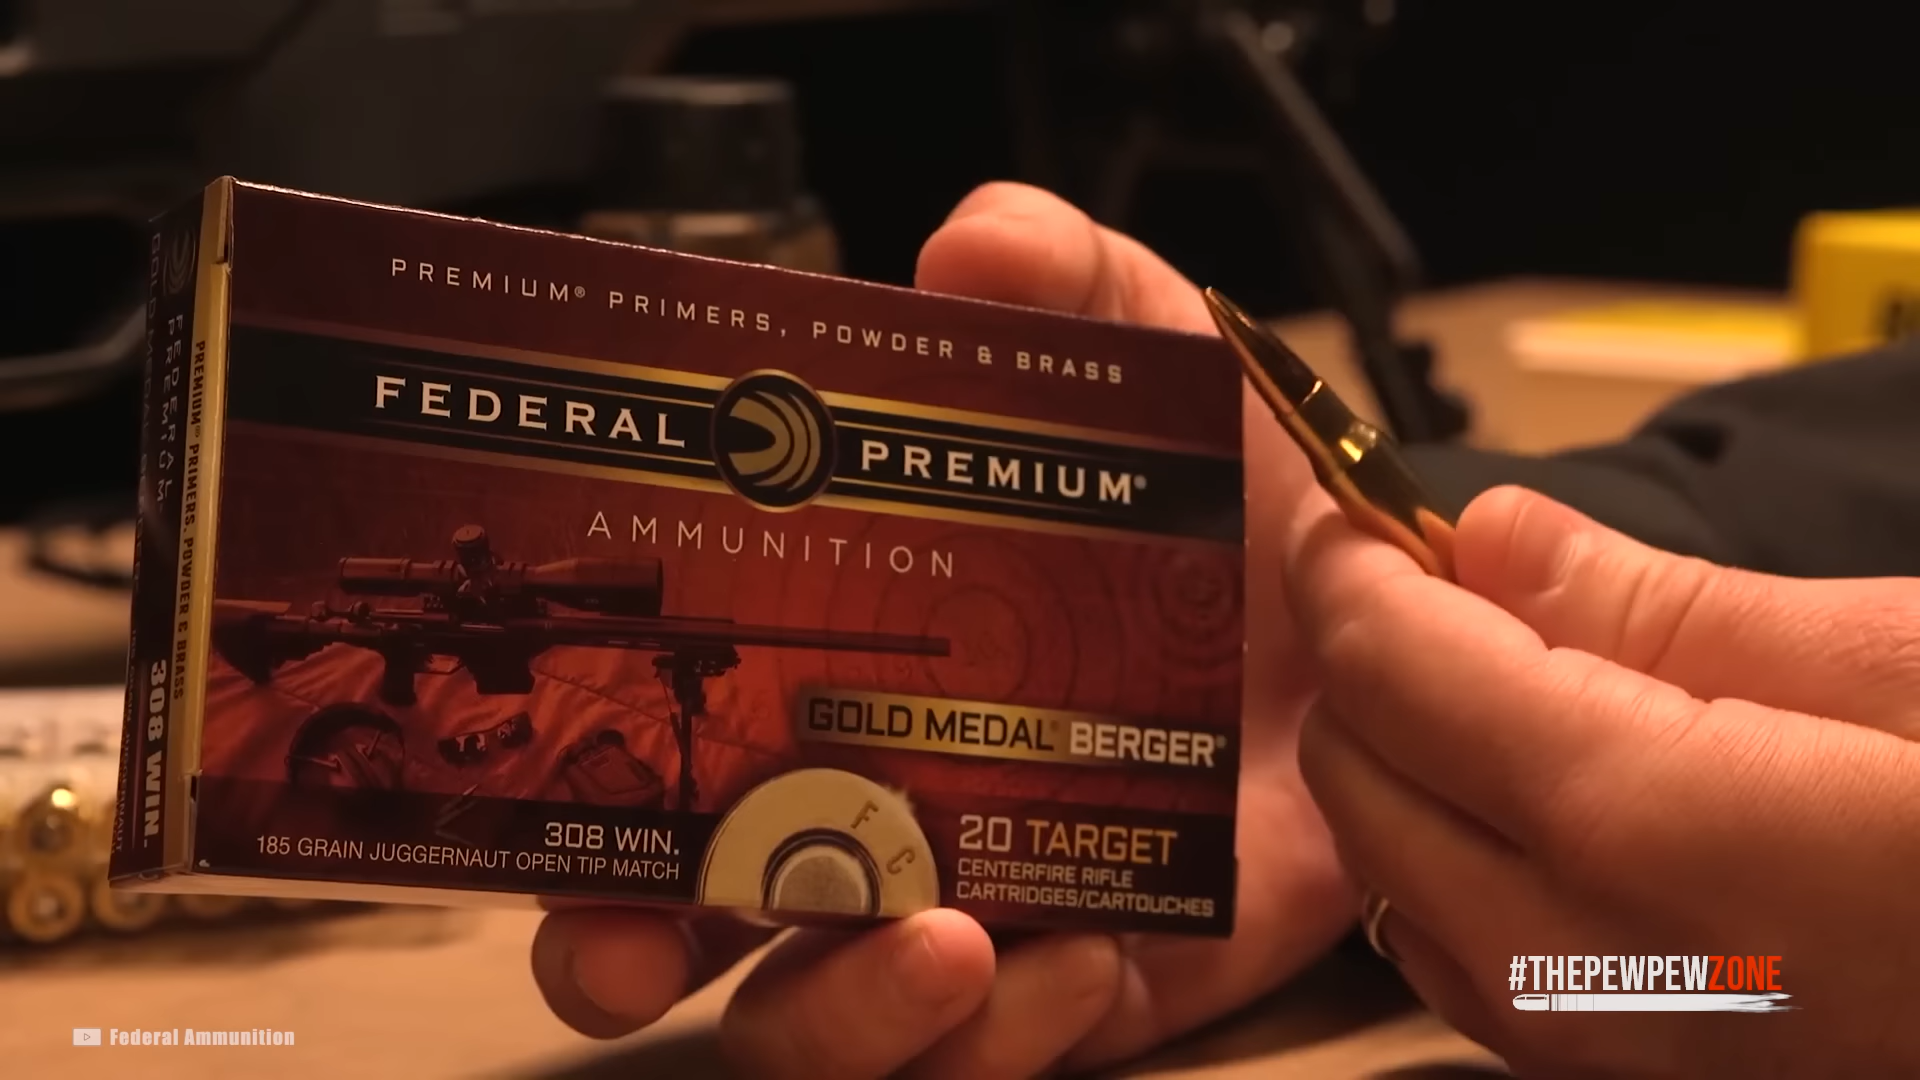 PREMIUM® PRIMERS, POWDER & BRASS
FEDERAL PREMIUM®
AMMUNITION
GOLD MEDAL® BERGER®
308 WIN.
185 GRAIN JUGGERNAUT OPEN TIP MATCH
F C
20 TARGET
CENTERFIRE RIFLE
CARTRIDGES/CARTOUCHES
PREMIUM® PRIMERS, POWDER & BRASS
FEDERAL
PREMIUM
308 WIN.
#THEPEWPEWZONE
Federal Ammunition